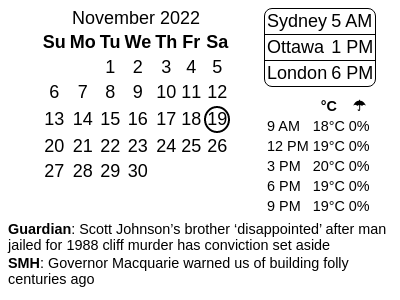 November 2022
Su Mo Tu We Th Fr Sa
1 2 3 4 5
6 7 8 9 10 11 12
13 14 15 16 17 18 19
20 21 22 23 24 25 26
27 28 29 30
Sydney 5 AM
Ottawa 1 PM
London 6 PM
°C ☂
9 AM 18°C 0%
12 PM 19°C 0%
3 PM 20°C 0%
6 PM 19°C 0%
9 PM 19°C 0%
Guardian: Scott Johnson’s brother ‘disappointed’ after man
jailed for 1988 cliff murder has conviction set aside
SMH: Governor Macquarie warned us of building folly
centuries ago